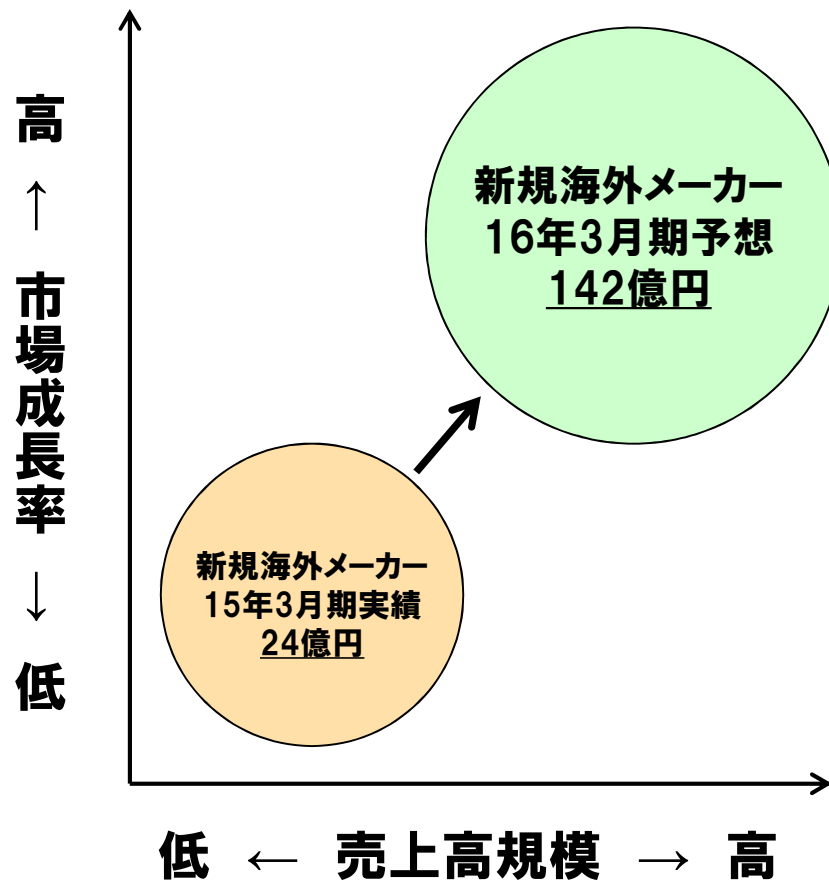 高 ↑ 市場成長率 ↓ 低
新規海外メーカー
16年3月期予想
142億円
新規海外メーカー
15年3月期実績
24億円
低 ← 売上高規模 → 高